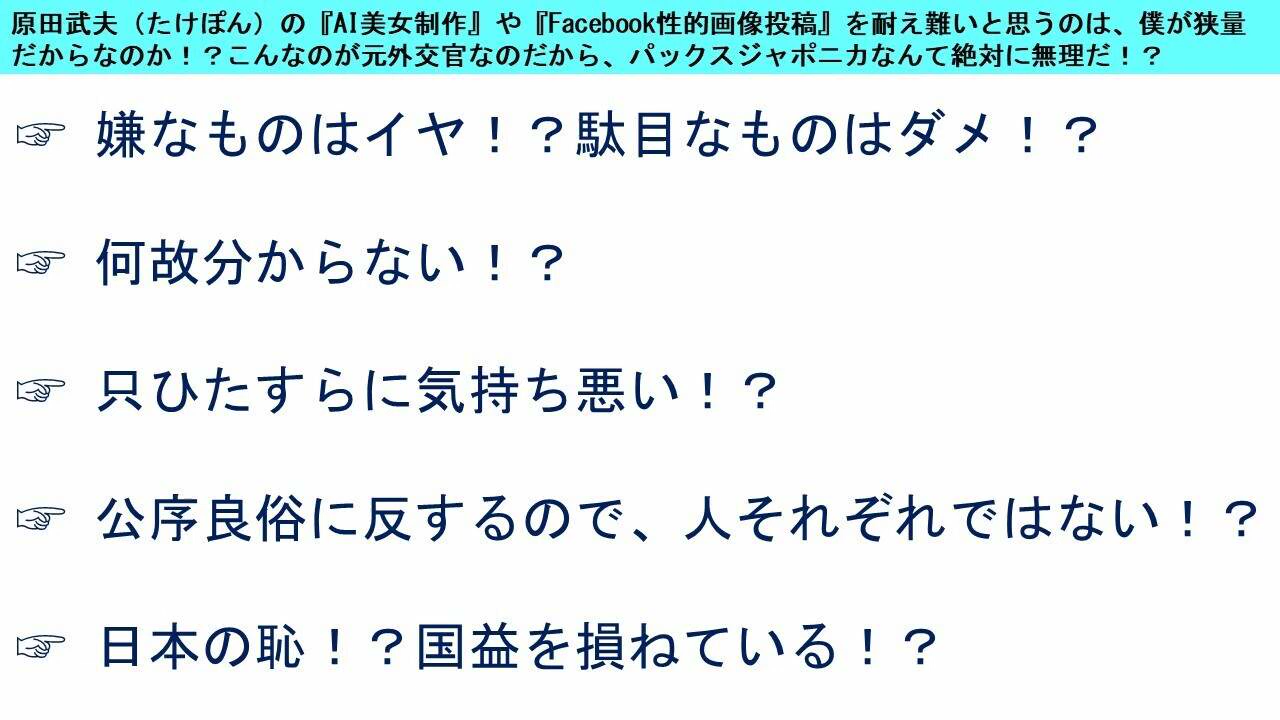 原田武夫（たけぽん）の『AI美女制作』や『Facebook性的画像投稿』を耐え難いと思うのは、僕が狭量
だからなのか！？こんなのが元外交官なのだから、パックスジャポニカなんて絶対に無理だ！？
☞ 嫌なものはイヤ！？駄目なものはダメ！？
☞ 何故分からない！？
☞ 只ひたすらに気持ち悪い！？
☞ 公序良俗に反するので、人それぞれではない！？
☞ 日本の恥！？国益を損ねている！？